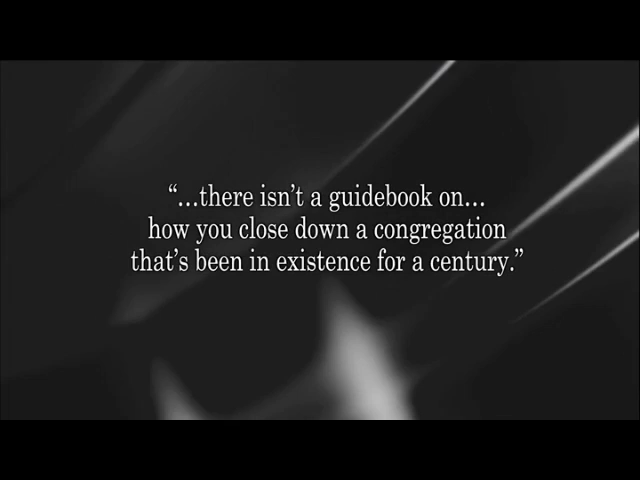 “...there isn’t a guidebook on...
how you close down a congregation
that’s been in existence for a century.”